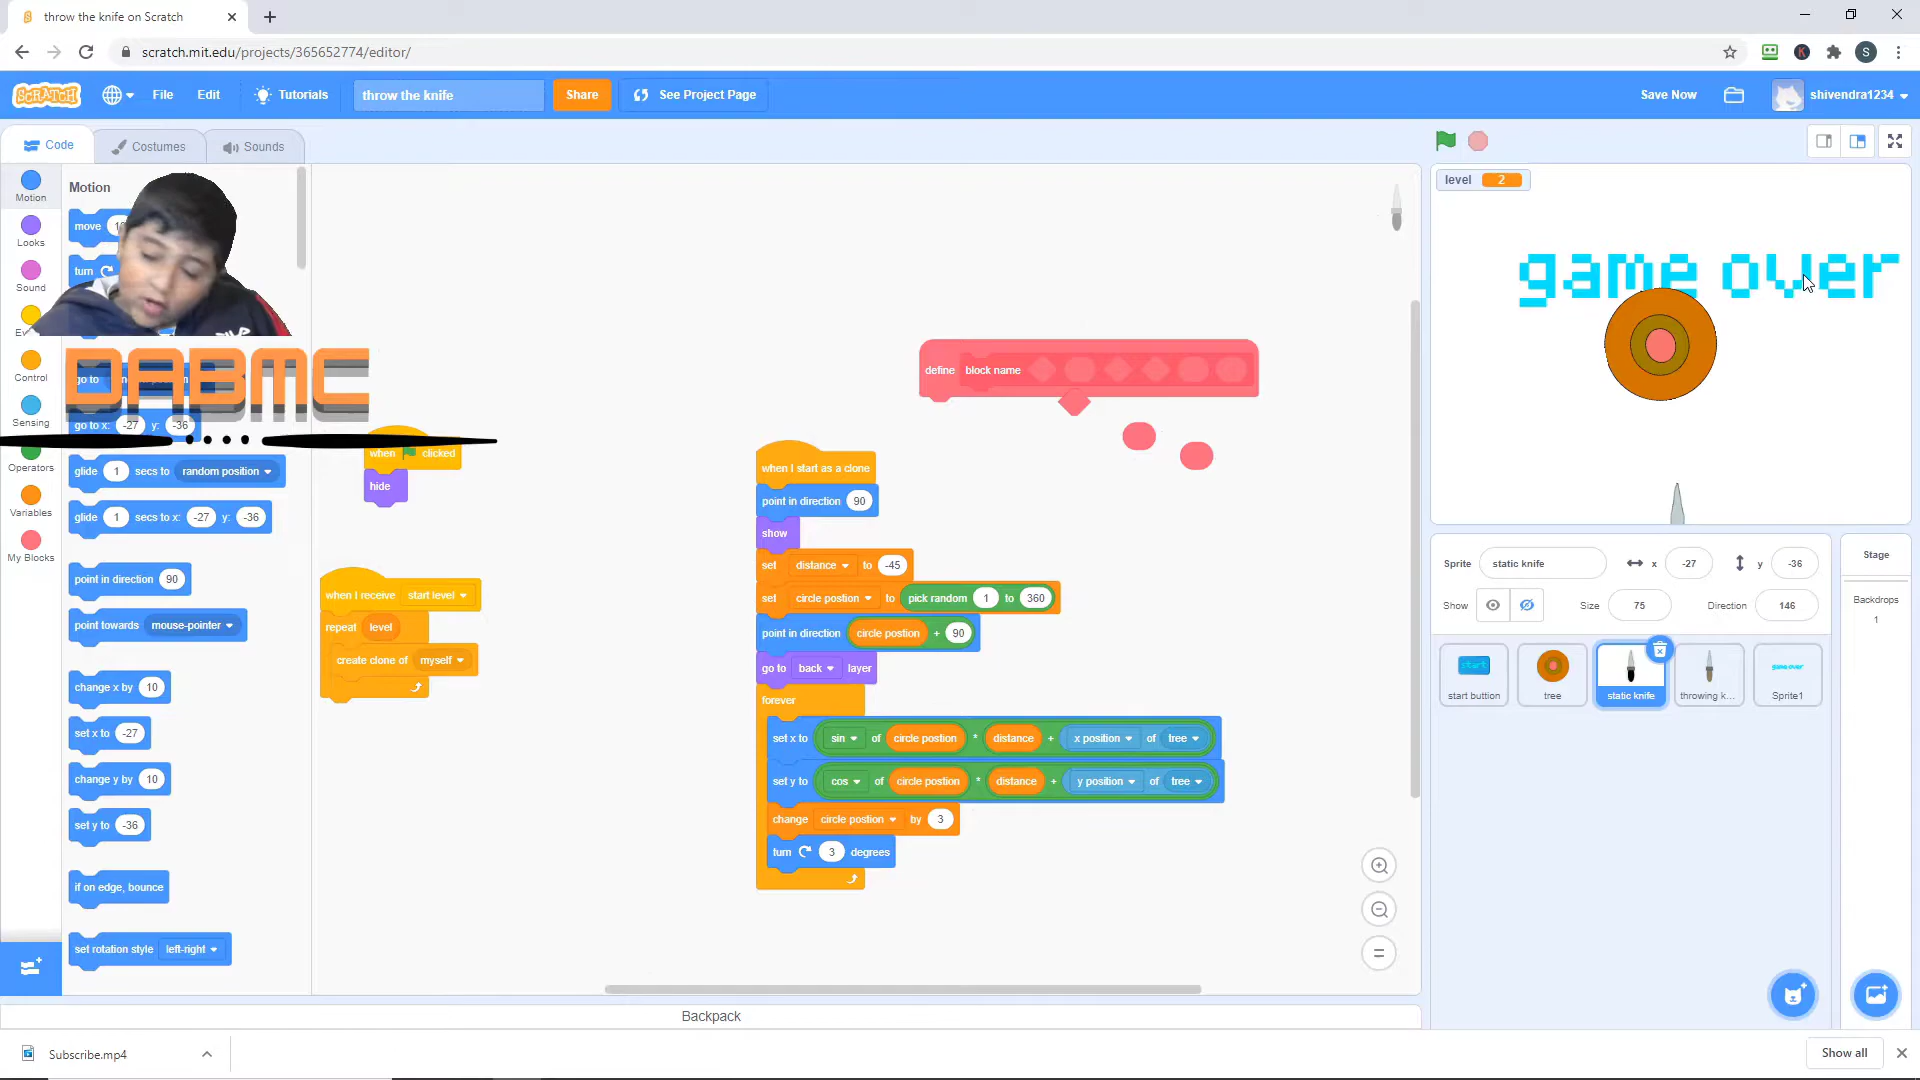 throw the knife on Scratch
scratch.mit.edu/projects/365652774/editor/
S
SCRATCH
File
Edit
Tutorials
throw the knife
Share
See Project Page
Save Now
shivendra1234
Code
Costumes
Sounds
Motion
Looks
Sound
Control
Sensing
Operators
Variables
My Blocks
Motion
move
turn
DABMC
go to
go to x: -27 y: -36
glide 1 secs to random position
glide 1 secs to x: -27 y: -36
point in direction 90
point towards mouse-pointer
change x by 10
set x to -27
change y by 10
set y to -36
if on edge, bounce
set rotation style left-right
when clicked
hide
when I receive start level
repeat level
create clone of myself
define block name
when I start as a clone
point in direction 90
show
set distance to -45
set circle postion to pick random 1 to 360
point in direction circle postion + 90
go to back layer
forever
set x to sin of circle postion * distance + x position of tree
set y to cos of circle postion * distance + y position of tree
change circle postion by 3
turn 3 degrees
level 2
game over
Sprite static knife x -27 y -36
Show Size 75 Direction 146
start buttion
tree
static knife
throwing k...
game over
Sprite1
start
Stage
Backdrops
1
Backpack
Subscribe.mp4
Show all